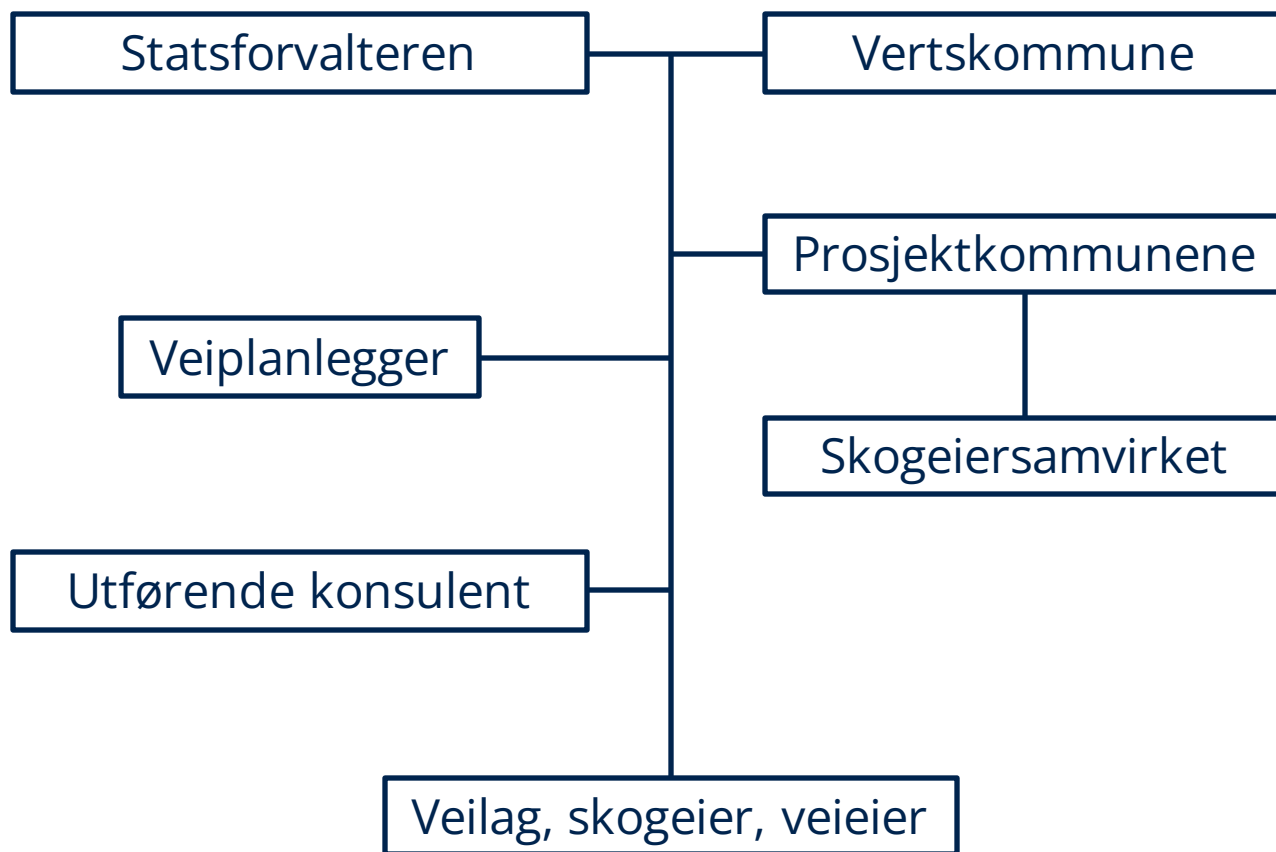 Statsforvalteren
Vertskommune
Prosjektkommunene
Veiplanlegger
Skogeiersamvirket
Utførende konsulent
Veilag, skogeier, veieier